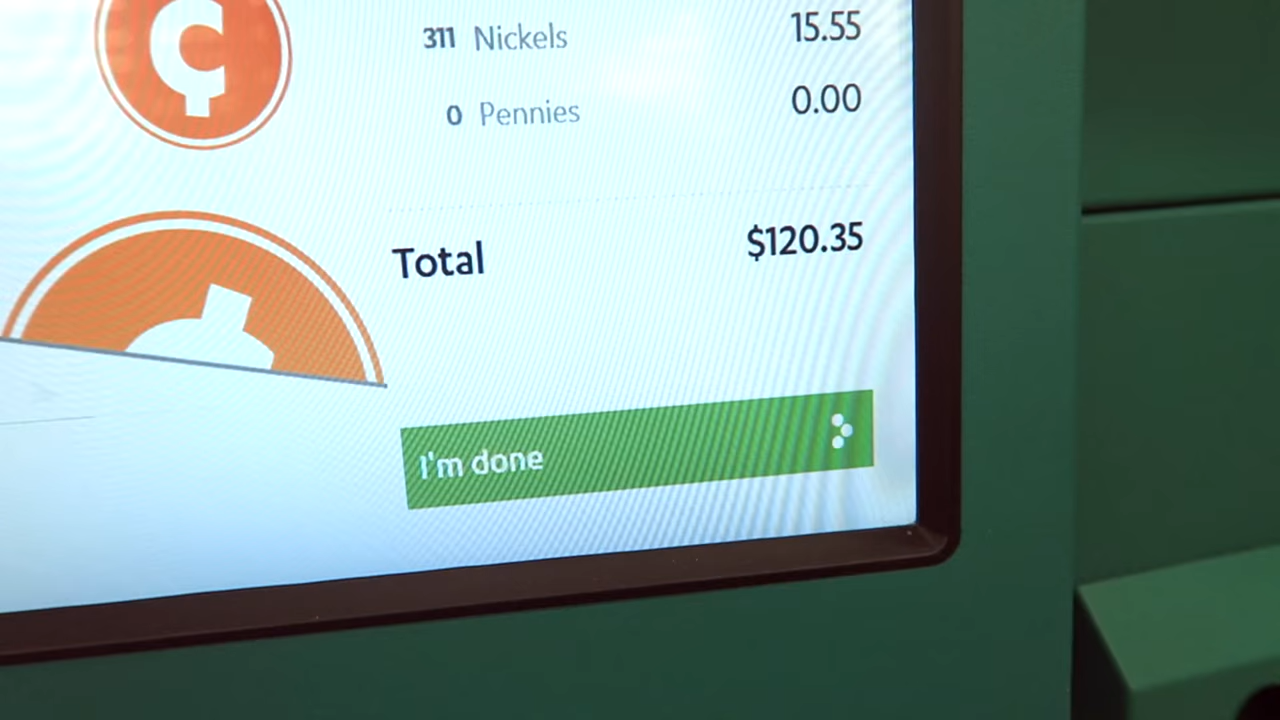 311 Nickels 15.55
0 Pennies 0.00
Total $120.35
I'm done